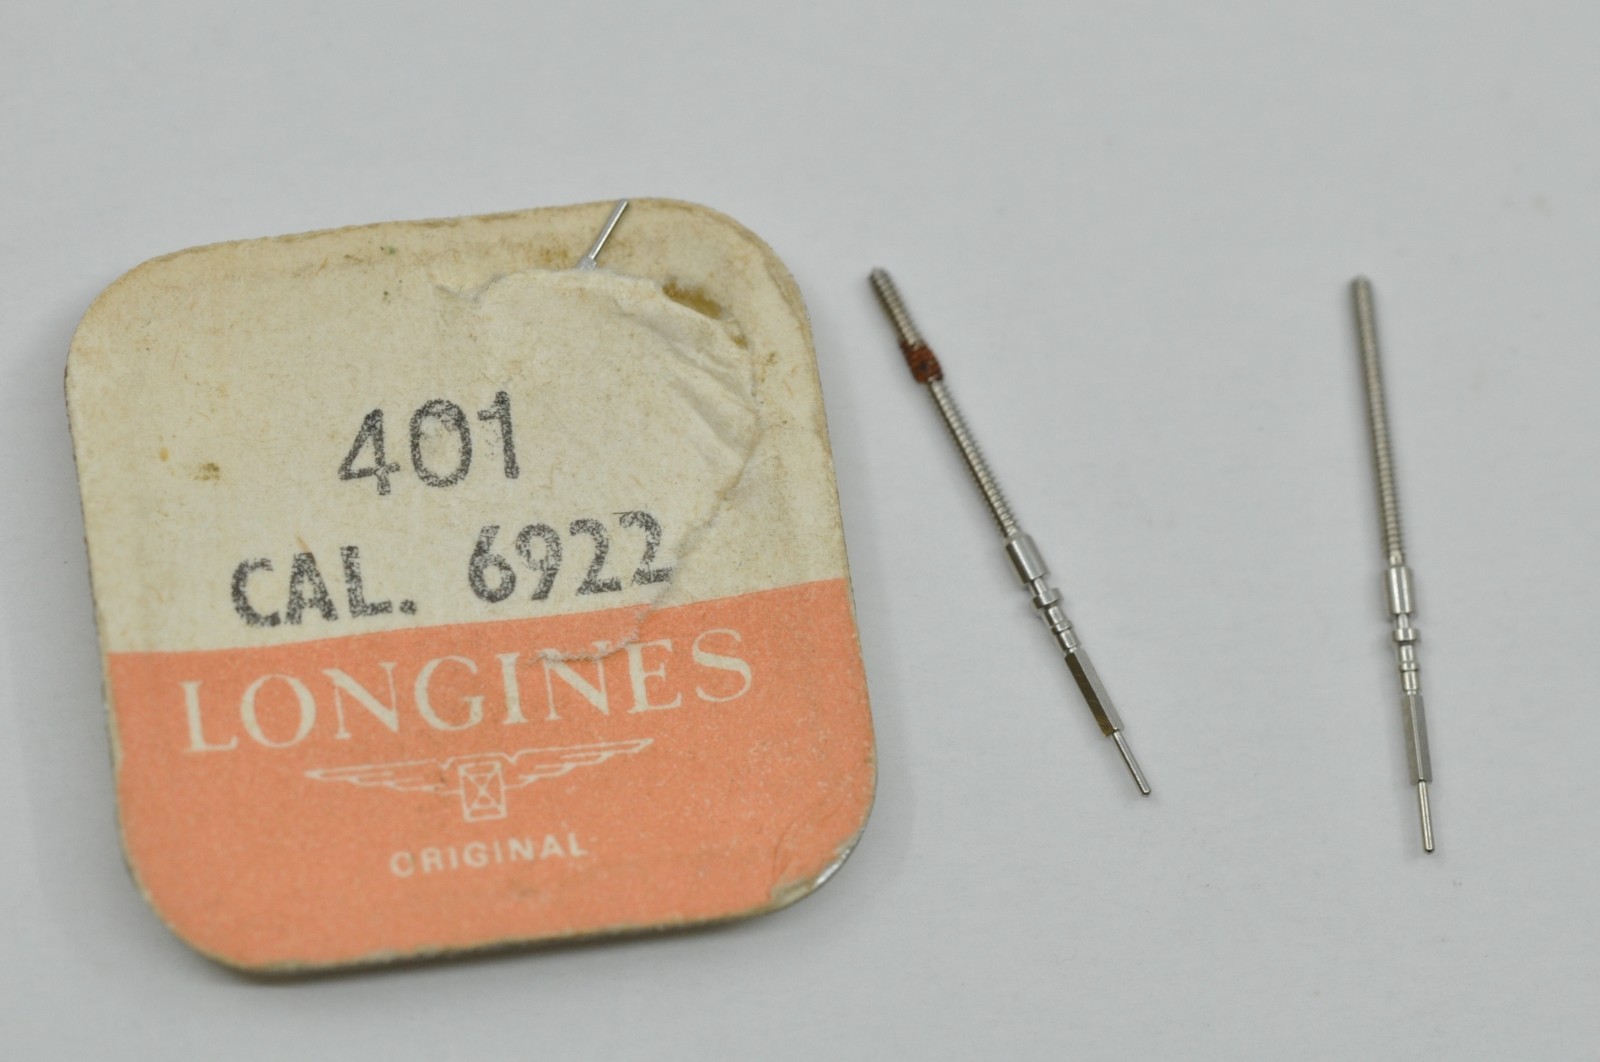 401
CAL. 6922
LONGINES
ORIGINAL